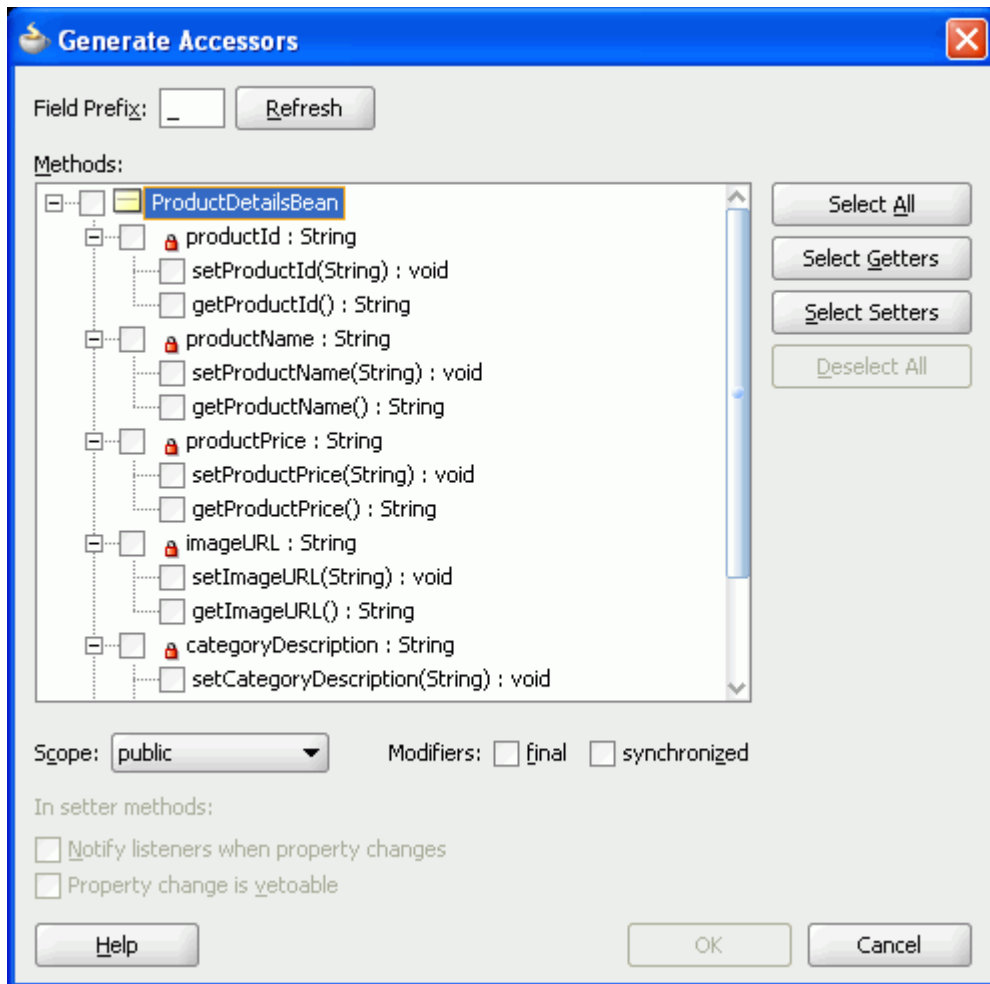 Generate Accessors
Field Prefix: _ Refresh
Methods:
ProductDetailsBean
productId : String
setProductId(String) : void
getProductId() : String
productName : String
setProductName(String) : void
getProductName() : String
productPrice : String
setProductPrice(String) : void
getProductPrice() : String
imageURL : String
setImageURL(String) : void
getImageURL() : String
categoryDescription : String
setCategoryDescription(String) : void
Select All
Select Getters
Select Setters
Deselect All
Scope: public Modifiers: final synchronized
In setter methods:
Notify listeners when property changes
Property change is vetoable
Help OK Cancel